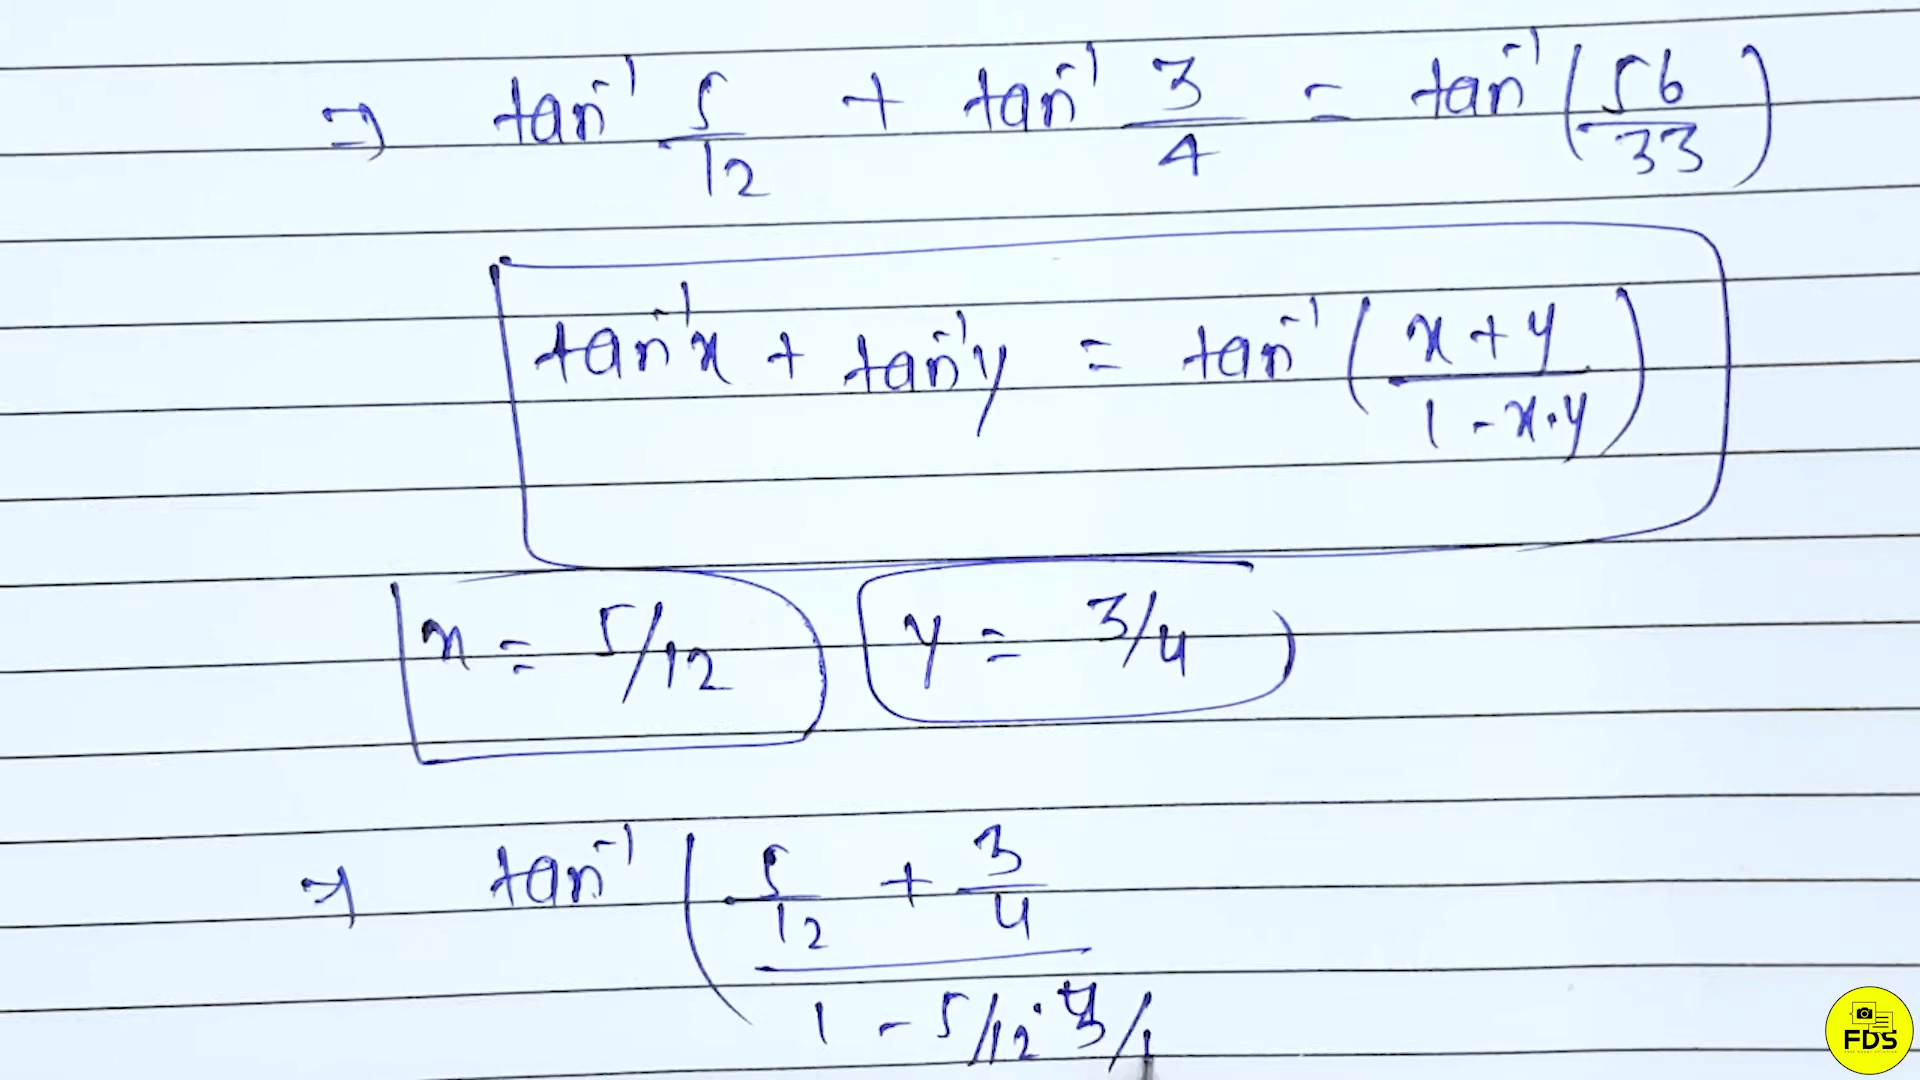 ⇒ tan⁻¹ 5/12 + tan⁻¹ 3/4 = tan⁻¹ (56/33)
tan⁻¹x + tan⁻¹y = tan⁻¹ (x + y / 1 - x.y)
x = 5/12 y = 3/4
⇒ tan⁻¹ (5/12 + 3/4
1 - 5/12 . 3/
FDS